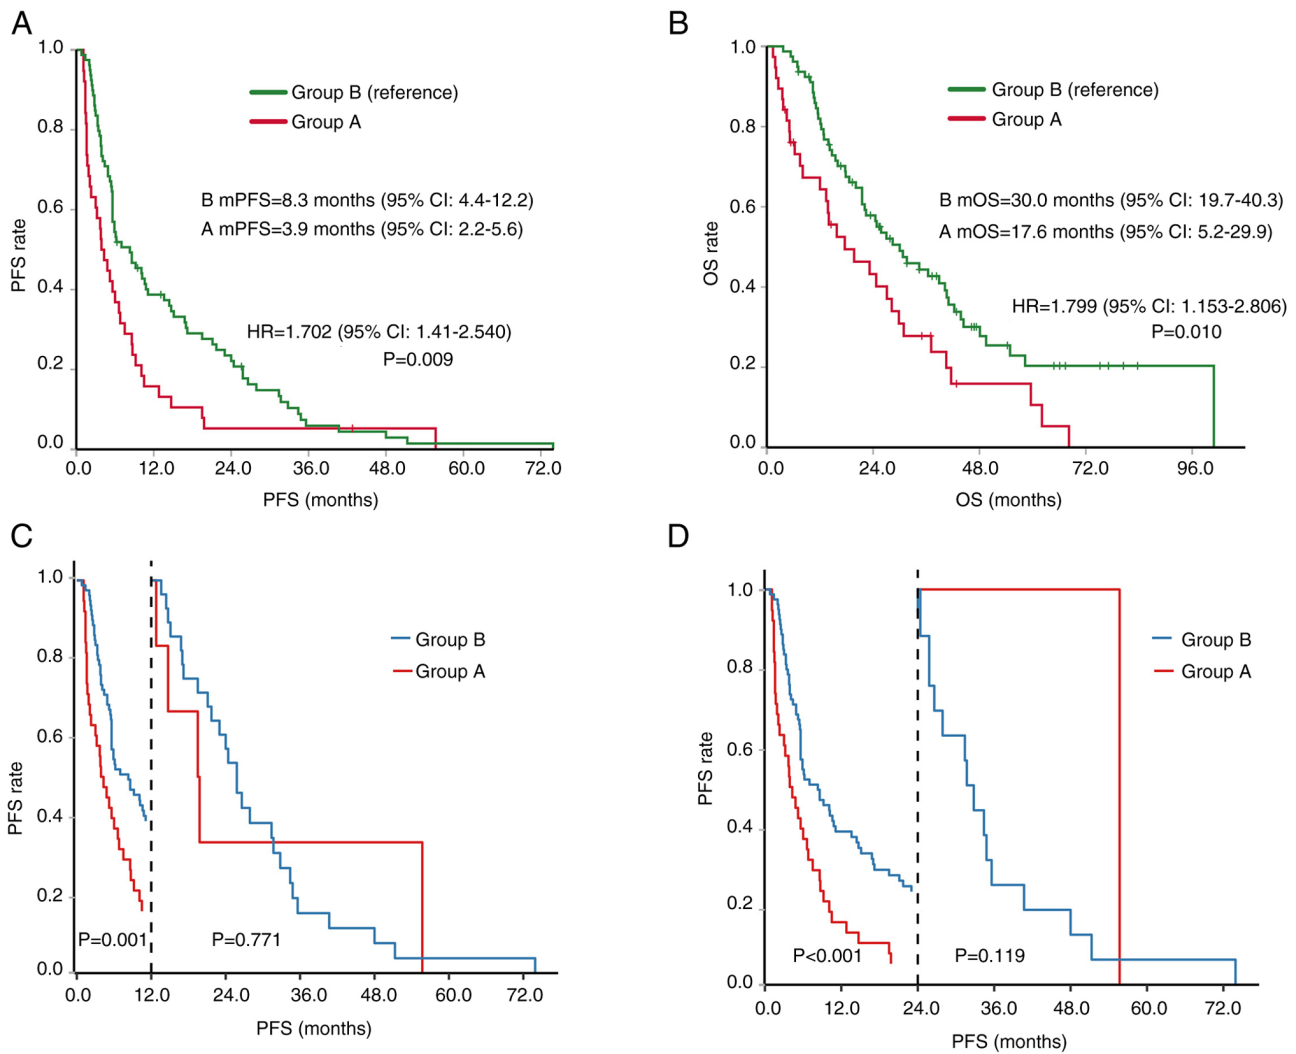 A
1.0
0.8
0.6
0.4
0.2
0.0
PFS rate
Group B (reference)
Group A
B mPFS=8.3 months (95% CI: 4.4-12.2)
A mPFS=3.9 months (95% CI: 2.2-5.6)
HR=1.702 (95% CI: 1.41-2.540)
P=0.009
0.0 12.0 24.0 36.0 48.0 60.0 72.0
PFS (months)
B
1.0
0.8
0.6
0.4
0.2
0.0
OS rate
Group B (reference)
Group A
B mOS=30.0 months (95% CI: 19.7-40.3)
A mOS=17.6 months (95% CI: 5.2-29.9)
HR=1.799 (95% CI: 1.153-2.806)
P=0.010
0.0 24.0 48.0 72.0 96.0
OS (months)
C
1.0
0.8
0.6
0.4
0.2
0.0
PFS rate
Group B
Group A
P=0.001 P=0.771
0.0 12.0 24.0 36.0 48.0 60.0 72.0
PFS (months)
D
1.0
0.8
0.6
0.4
0.2
0.0
PFS rate
Group B
Group A
P<0.001 P=0.119
0.0 12.0 24.0 36.0 48.0 60.0 72.0
PFS (months)